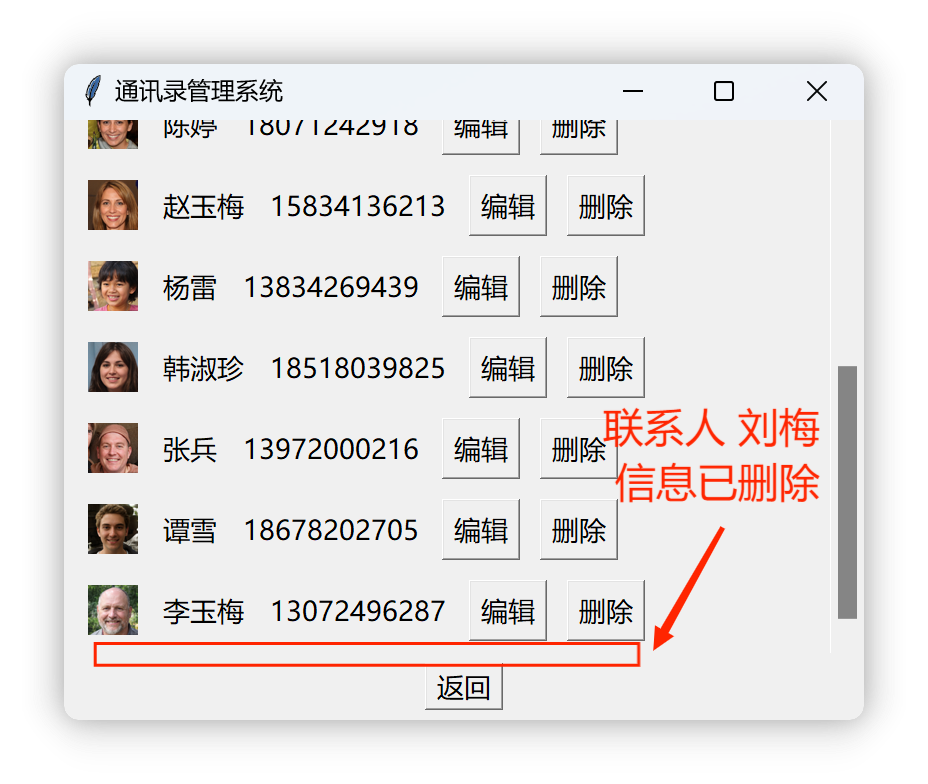 通讯录管理系统
陈婷 18071242918 编辑 删除
赵玉梅 15834136213 编辑 删除
杨雷 13834269439 编辑 删除
韩淑珍 18518039825 编辑 删除
联系人 刘梅
张兵 13972000216 编辑 删除
信息已删除
谭雪 18678202705 编辑 删除
李玉梅 13072496287 编辑 删除
返回